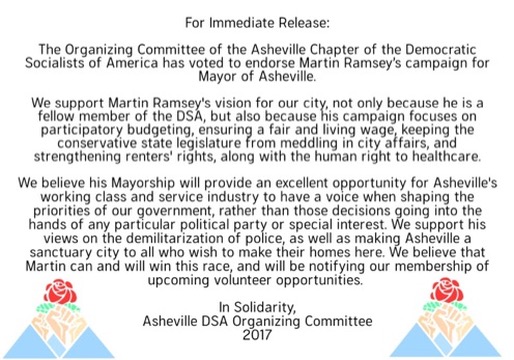 For Immediate Release:
The Organizing Committee of the Asheville Chapter of the Democratic
Socialists of America has voted to endorse Martin Ramsey's campaign for
Mayor of Asheville.
We support Martin Ramsey's vision for our city, not only because he is a
fellow member of the DSA, but also because his campaign focuses on
participatory budgeting, ensuring a fair and living wage, keeping the
conservative state legislature from meddling in city affairs, and
strengthening renters' rights, along with the human right to healthcare.
We believe his Mayorship will provide an excellent opportunity for Asheville's
working class and service industry to have a voice when shaping the
priorities of our government, rather than those decisions going into the
hands of any particular political party or special interest. We support his
views on the demilitarization of police, as well as making Asheville a
sanctuary city to all who wish to make their homes here. We believe that
Martin can and will win this race, and will be notifying our membership of
upcoming volunteer opportunities.
In Solidarity,
Asheville DSA Organizing Committee
2017